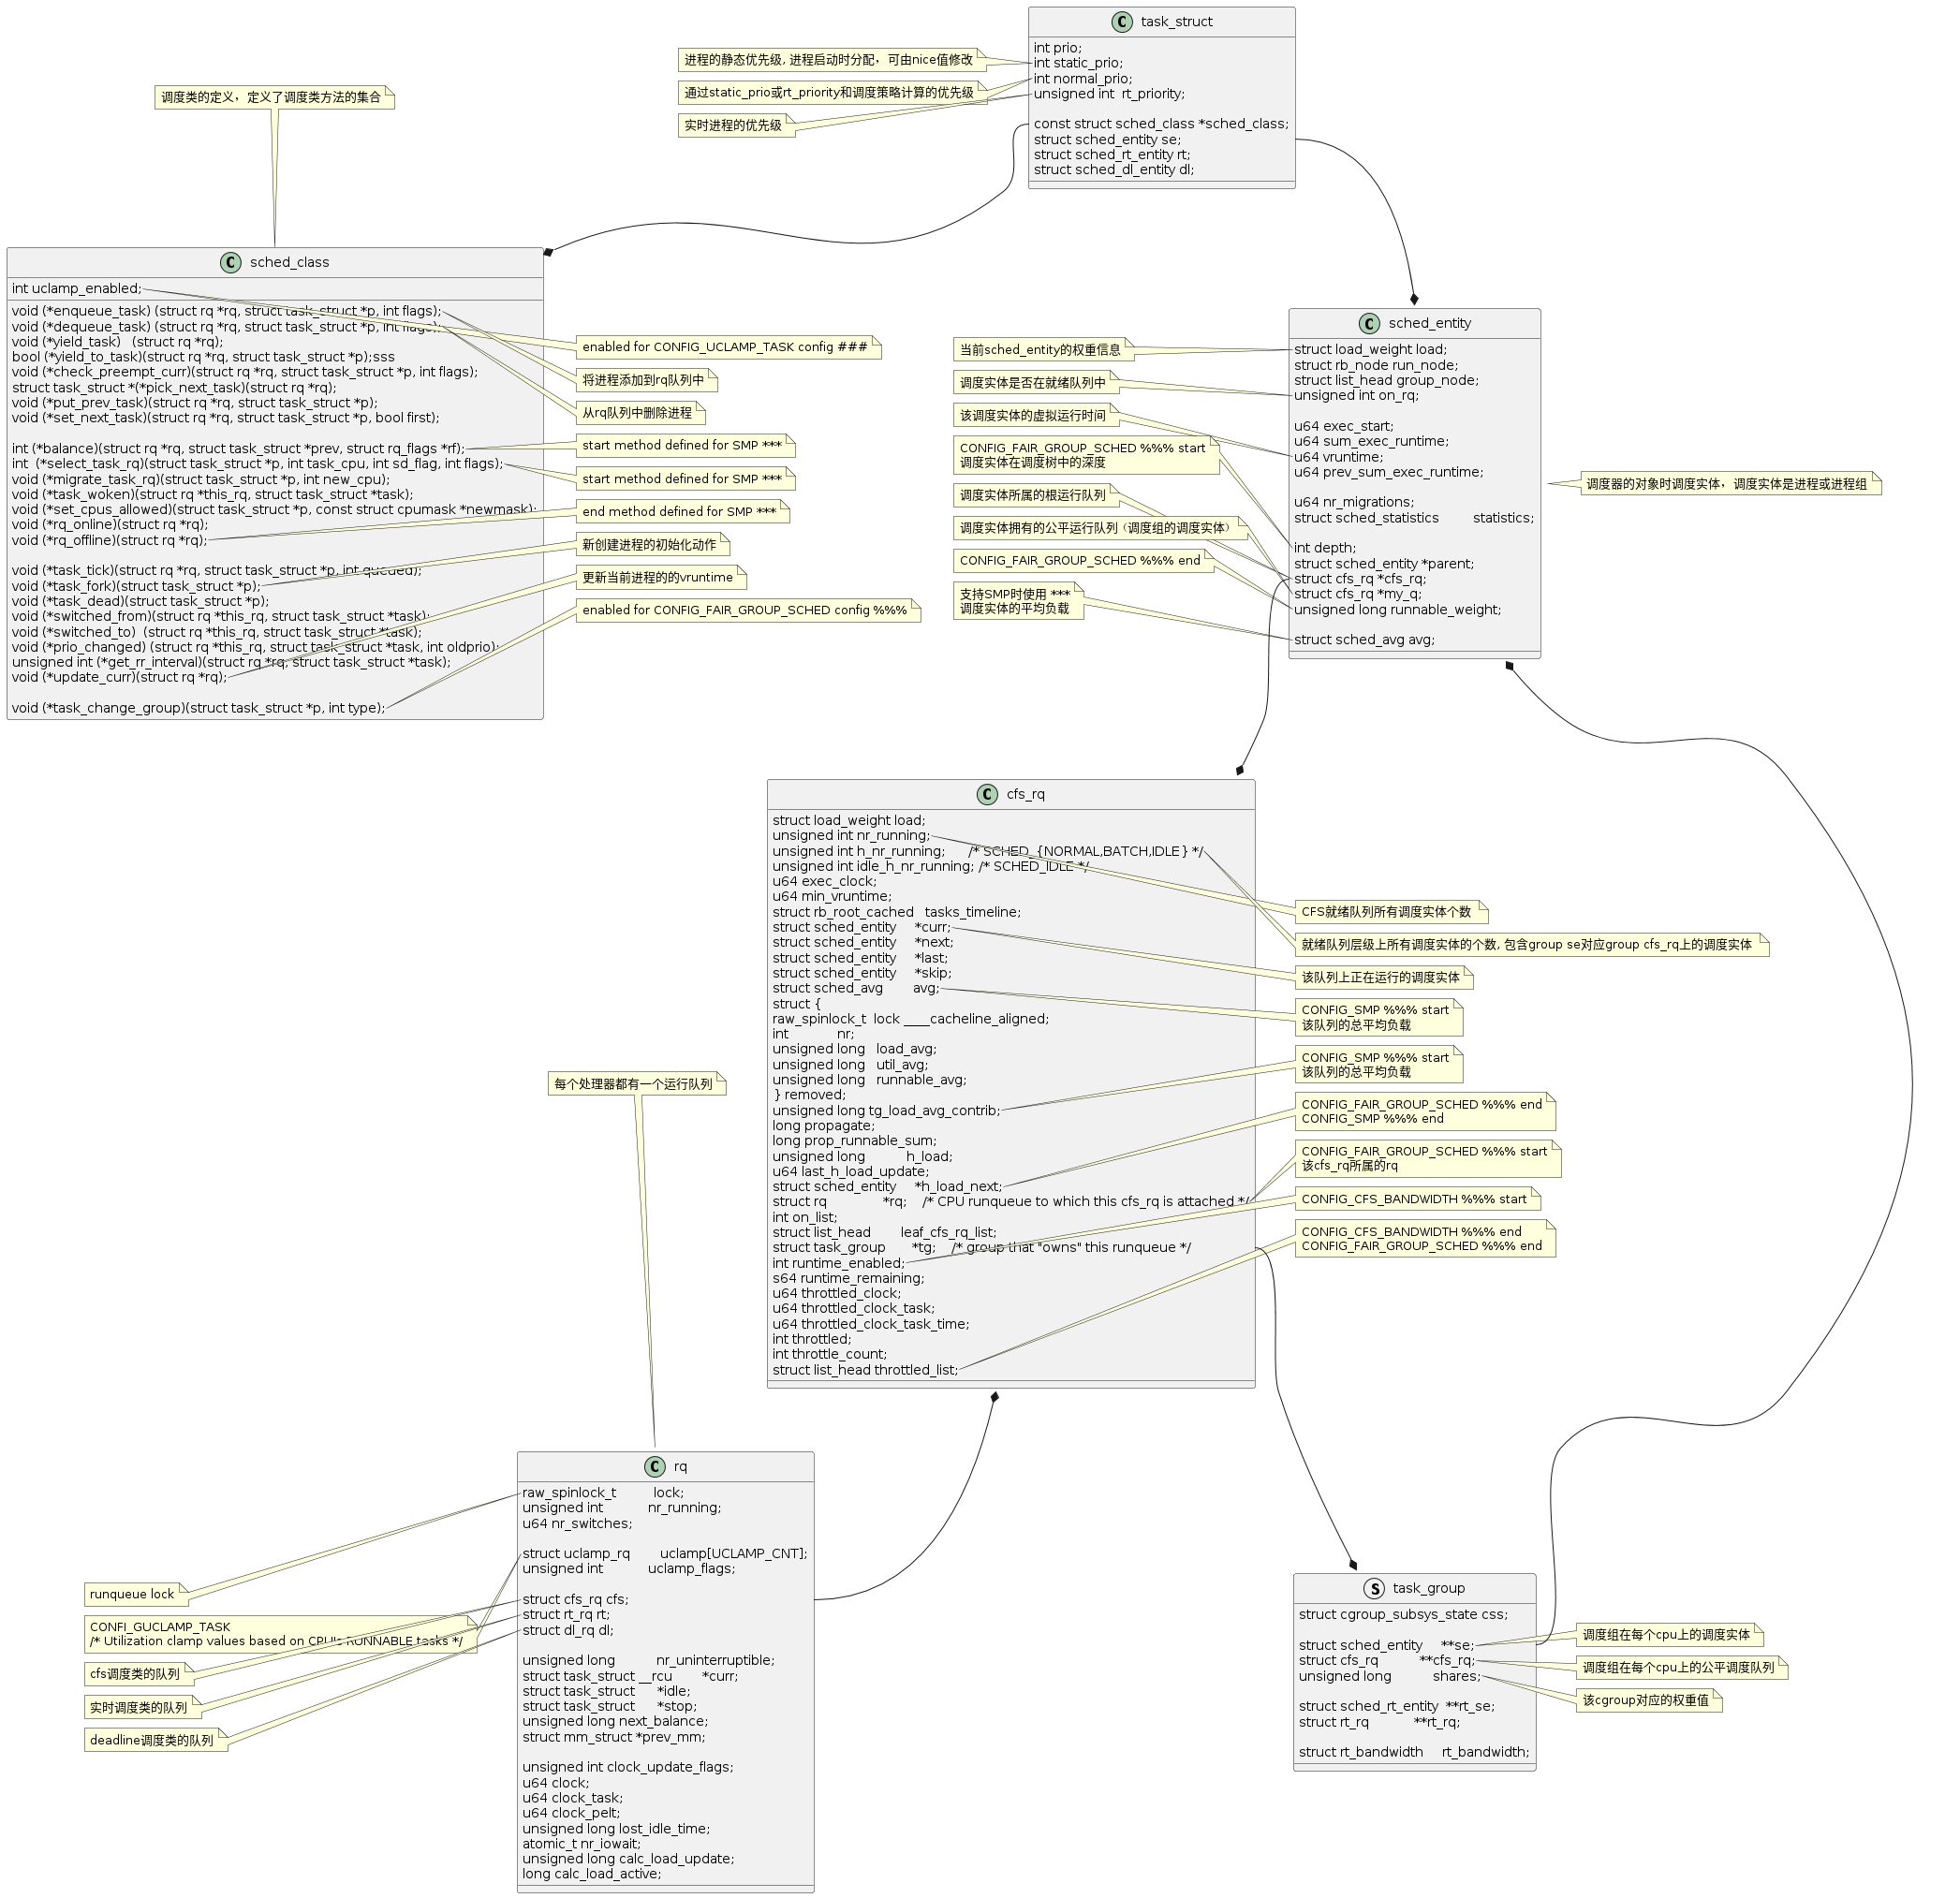 task_struct
int prio;
int static_prio;
int normal_prio;
unsigned int  rt_priority;
const struct sched_class *sched_class;
struct sched_entity se;
struct sched_rt_entity rt;
struct sched_dl_entity dl;
进程的静态优先级, 进程启动时分配，可由nice值修改
通过static_prio或rt_priority和调度策略计算的优先级
实时进程的优先级
调度类的定义，定义了调度类方法的集合
sched_class
int uclamp_enabled;
void (*enqueue_task) (struct rq *rq, struct task_struct *p, int flags);
void (*dequeue_task) (struct rq *rq, struct task_struct *p, int flags);
void (*yield_task)   (struct rq *rq);
bool (*yield_to_task)(struct rq *rq, struct task_struct *p);sss
void (*check_preempt_curr)(struct rq *rq, struct task_struct *p, int flags);
struct task_struct *(*pick_next_task)(struct rq *rq);
void (*put_prev_task)(struct rq *rq, struct task_struct *p);
void (*set_next_task)(struct rq *rq, struct task_struct *p, bool first);
int (*balance)(struct rq *rq, struct task_struct *prev, struct rq_flags *rf);
int  (*select_task_rq)(struct task_struct *p, int task_cpu, int sd_flag, int flags);
void (*migrate_task_rq)(struct task_struct *p, int new_cpu);
void (*task_woken)(struct rq *this_rq, struct task_struct *task);
void (*set_cpus_allowed)(struct task_struct *p, const struct cpumask *newmask);
void (*rq_online)(struct rq *rq);
void (*rq_offline)(struct rq *rq);
void (*task_tick)(struct rq *rq, struct task_struct *p, int queued);
void (*task_fork)(struct task_struct *p);
void (*task_dead)(struct task_struct *p);
void (*switched_from)(struct rq *this_rq, struct task_struct *task);
void (*switched_to)  (struct rq *this_rq, struct task_struct *task);
void (*prio_changed) (struct rq *this_rq, struct task_struct *task, int oldprio);
unsigned int (*get_rr_interval)(struct rq *rq, struct task_struct *task);
void (*update_curr)(struct rq *rq);
void (*task_change_group)(struct task_struct *p, int type);
enabled for CONFIG_UCLAMP_TASK config ###
将进程添加到rq队列中
从rq队列中删除进程
start method defined for SMP ***
start method defined for SMP ***
end method defined for SMP ***
新创建进程的初始化动作
更新当前进程的的vruntime
enabled for CONFIG_FAIR_GROUP_SCHED config %%%
sched_entity
struct load_weight load;
struct rb_node run_node;
struct list_head group_node;
unsigned int on_rq;
u64 exec_start;
u64 sum_exec_runtime;
u64 vruntime;
u64 prev_sum_exec_runtime;
u64 nr_migrations;
struct sched_statistics         statistics;
int depth;
struct sched_entity *parent;
struct cfs_rq *cfs_rq;
struct cfs_rq *my_q;
unsigned long runnable_weight;
struct sched_avg avg;
当前sched_entity的权重信息
调度实体是否在就绪队列中
该调度实体的虚拟运行时间
CONFIG_FAIR_GROUP_SCHED %%% start
调度实体在调度树中的深度
调度实体所属的根运行队列
调度实体拥有的公平运行队列（调度组的调度实体）
CONFIG_FAIR_GROUP_SCHED %%% end
支持SMP时使用 ***
调度实体的平均负载
调度器的对象时调度实体，调度实体是进程或进程组
cfs_rq
struct load_weight load;
unsigned int nr_running;
unsigned int h_nr_running;      /* SCHED_{NORMAL,BATCH,IDLE} */
unsigned int idle_h_nr_running; /* SCHED_IDLE */
u64 exec_clock;
u64 min_vruntime;
struct rb_root_cached   tasks_timeline;
struct sched_entity     *curr;
struct sched_entity     *next;
struct sched_entity     *last;
struct sched_entity     *skip;
struct sched_avg        avg;
struct {
raw_spinlock_t  lock ____cacheline_aligned;
int             nr;
unsigned long   load_avg;
unsigned long   util_avg;
unsigned long   runnable_avg;
} removed;
unsigned long tg_load_avg_contrib;
long propagate;
long prop_runnable_sum;
unsigned long           h_load;
u64 last_h_load_update;
struct sched_entity     *h_load_next;
struct rq               *rq;    /* CPU runqueue to which this cfs_rq is attached */
int on_list;
struct list_head        leaf_cfs_rq_list;
struct task_group       *tg;    /* group that "owns" this runqueue */
int runtime_enabled;
s64 runtime_remaining;
u64 throttled_clock;
u64 throttled_clock_task;
u64 throttled_clock_task_time;
int throttled;
int throttle_count;
struct list_head throttled_list;
CFS就绪队列所有调度实体个数
就绪队列层级上所有调度实体的个数, 包含group se对应group cfs_rq上的调度实体
该队列上正在运行的调度实体
CONFIG_SMP %%% start
该队列的总平均负载
CONFIG_SMP %%% start
该队列的总平均负载
CONFIG_FAIR_GROUP_SCHED %%% end
CONFIG_SMP %%% end
CONFIG_FAIR_GROUP_SCHED %%% start
该cfs_rq所属的rq
CONFIG_CFS_BANDWIDTH %%% start
CONFIG_CFS_BANDWIDTH %%% end
CONFIG_FAIR_GROUP_SCHED %%% end
每个处理器都有一个运行队列
rq
raw_spinlock_t          lock;
unsigned int            nr_running;
u64 nr_switches;
struct uclamp_rq        uclamp[UCLAMP_CNT];
unsigned int            uclamp_flags;
struct cfs_rq cfs;
struct rt_rq rt;
struct dl_rq dl;
unsigned long           nr_uninterruptible;
struct task_struct __rcu        *curr;
struct task_struct      *idle;
struct task_struct      *stop;
unsigned long next_balance;
struct mm_struct *prev_mm;
unsigned int clock_update_flags;
u64 clock;
u64 clock_task;
u64 clock_pelt;
unsigned long lost_idle_time;
atomic_t nr_iowait;
unsigned long calc_load_update;
long calc_load_active;
runqueue lock
CONFI_GUCLAMP_TASK
/* Utilization clamp values based on CPU's RUNNABLE tasks */
cfs调度类的队列
实时调度类的队列
deadline调度类的队列
task_group
struct cgroup_subsys_state css;
struct sched_entity     **se;
struct cfs_rq           **cfs_rq;
unsigned long           shares;
struct sched_rt_entity  **rt_se;
struct rt_rq            **rt_rq;
struct rt_bandwidth     rt_bandwidth;
调度组在每个cpu上的调度实体
调度组在每个cpu上的公平调度队列
该cgroup对应的权重值